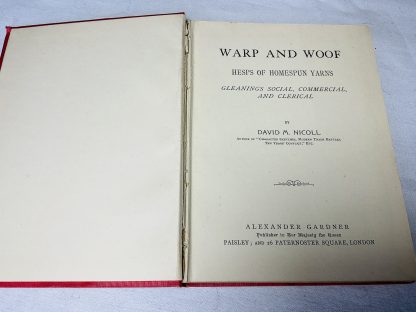 WARP AND WOOF
HESPS OF HOMESPUN YARNS
GLEANINGS SOCIAL, COMMERCIAL,
AND CLERICAL
BY
DAVID M. NICOLL
ALEXANDER GARDNER
Publisher to Her Majesty the Queen
PAISLEY; AND 26 PATERNOSTER SQUARE, LONDON